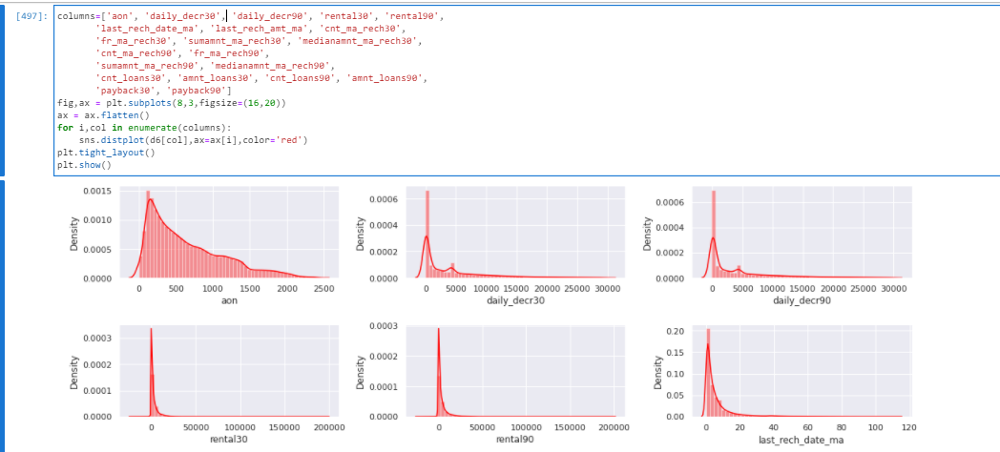 [497]: columns=['aon', 'daily_decr30', 'daily_decr90', 'rental30', 'rental90',
'last_rech_date_ma', 'last_rech_amt_ma', 'cnt_ma_rech30',
'fr_ma_rech30', 'sumamnt_ma_rech30', 'medianamnt_ma_rech30',
'cnt_ma_rech90', 'fr_ma_rech90',
'sumamnt_ma_rech90', 'medianamnt_ma_rech90',
'cnt_loans30', 'amnt_loans30', 'cnt_loans90', 'amnt_loans90',
'payback30', 'payback90']
fig,ax = plt.subplots(8,3,figsize=(16,20))
ax = ax.flatten()
for i,col in enumerate(columns):
sns.distplot(d6[col],ax=ax[i],color='red')
plt.tight_layout()
plt.show()
0.0015
0.0010
0.0005
0.0000
Density
0 500 1000 1500 2000 2500
aon
0.0006
0.0004
0.0002
0.0000
Density
0 5000 10000 15000 20000 25000 30000
daily_decr30
0.0006
0.0004
0.0002
0.0000
Density
0 5000 10000 15000 20000 25000 30000
daily_decr90
0.0003
0.0002
0.0001
0.0000
Density
0 50000 100000 150000 200000
rental30
0.0003
0.0002
0.0001
0.0000
Density
0 50000 100000 150000 200000
rental90
0.20
0.15
0.10
0.05
0.00
Density
0 20 40 60 80 100 120
last_rech_date_ma